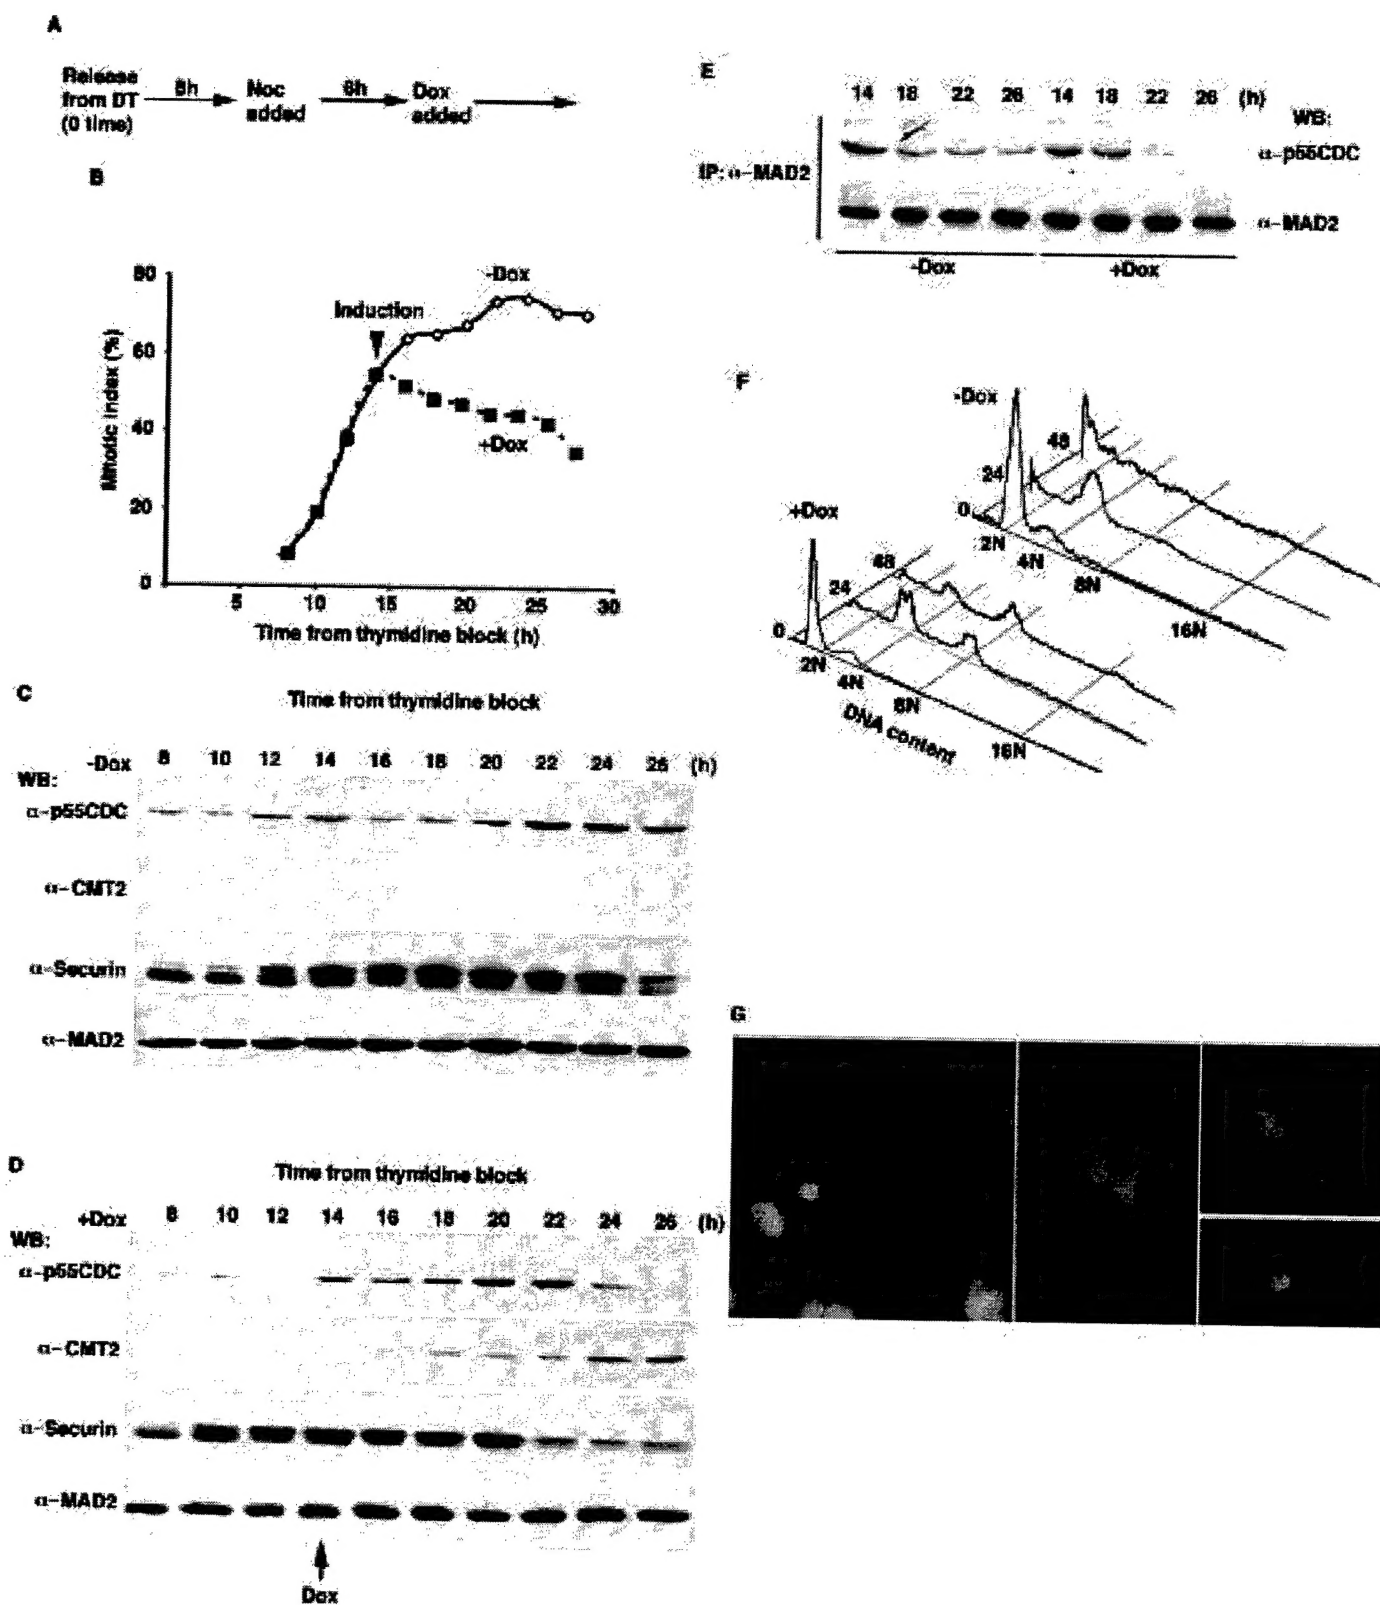 A
Release
from DT
(0 time)
8h
Noc
added
6h
Dox
added
B
80
60
40
20
0
Mitotic index (%)
Induction
-Dox
+Dox
5 10 15 20 25 30
Time from thymidine block (h)
C
Time from thymidine block
-Dox 8 10 12 14 16 18 20 22 24 26 (h)
WB:
α-p55CDC
α-CMT2
α-Securin
α-MAD2
D
Time from thymidine block
+Dox 8 10 12 14 16 18 20 22 24 26 (h)
WB:
α-p55CDC
α-CMT2
α-Securin
α-MAD2
Dox
E
14 18 22 26 14 18 22 26 (h)
WB:
IP: α-MAD2
α-p55CDC
α-MAD2
-Dox +Dox
F
-Dox
48
24
0
2N
4N
8N
16N
+Dox
48
24
0
2N
4N
8N
16N
DNA content
G